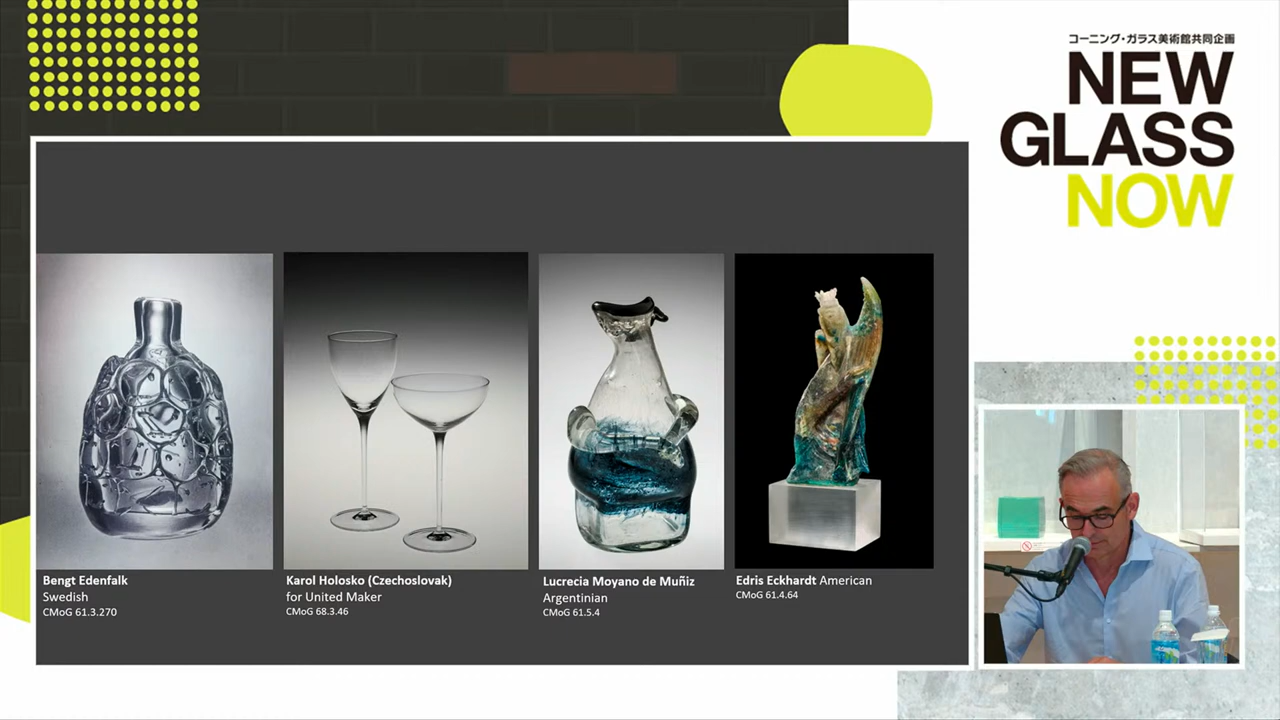 コーニング・ガラス美術館共同企画
NEW
GLASS
NOW
Bengt Edenfalk
Swedish
CMoG 61.3.270
Karol Holosko (Czechoslovak)
for United Maker
CMoG 68.3.46
Lucrecia Moyano de Muñiz
Argentinian
CMoG 61.5.4
Edris Eckhardt American
CMoG 61.4.64